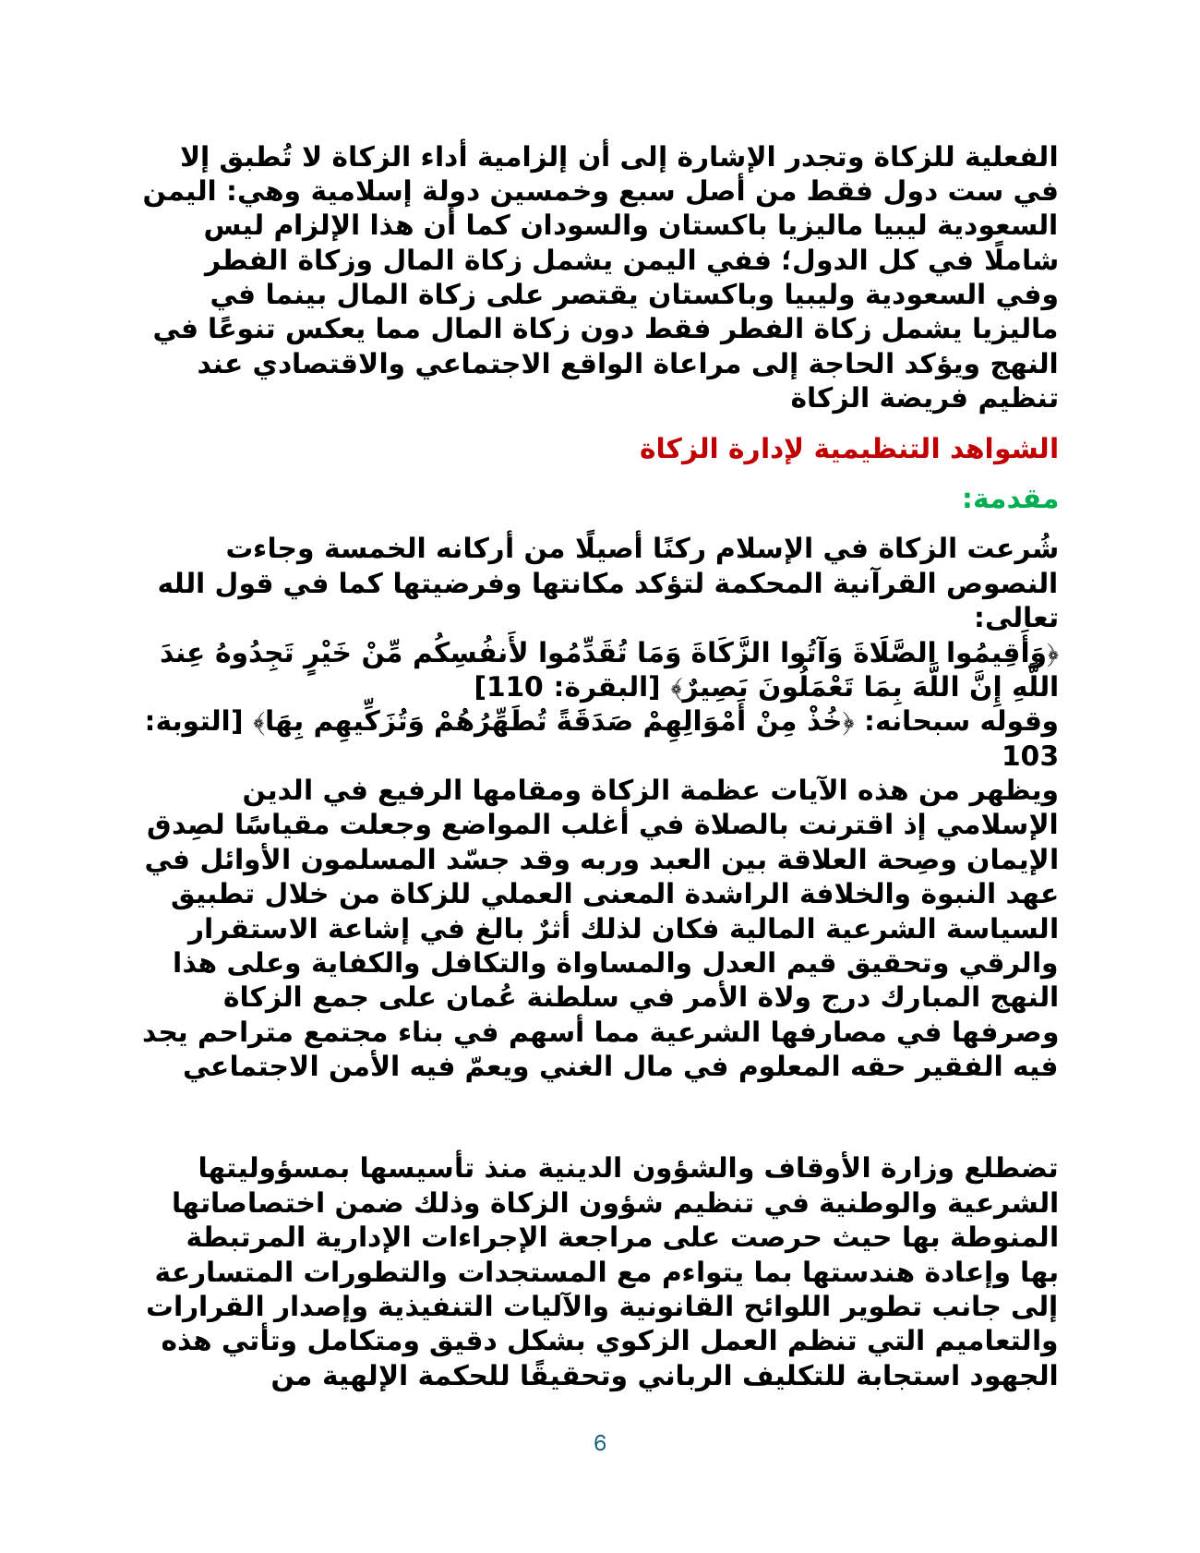 الفعلية للزكاة وتجدر الإشارة إلى أن إلزامية أداء الزكاة لا تُطبق إلا
في ست دول فقط من أصل سبع وخمسين دولة إسلامية وهي: اليمن
السعودية ليبيا ماليزيا باكستان والسودان كما أن هذا الإلزام ليس
شاملًا في كل الدول؛ ففي اليمن يشمل زكاة المال وزكاة الفطر
وفي السعودية وليبيا وباكستان يقتصر على زكاة المال بينما في
ماليزيا يشمل زكاة الفطر فقط دون زكاة المال مما يعكس تنوعًا في
النهج ويؤكد الحاجة إلى مراعاة الواقع الاجتماعي والاقتصادي عند
تنظيم فريضة الزكاة
الشواهد التنظيمية لإدارة الزكاة
مقدمة:
شُرعت الزكاة في الإسلام ركنًا أصيلًا من أركانه الخمسة وجاءت
النصوص القرآنية المحكمة لتؤكد مكانتها وفرضيتها كما في قول الله
تعالى:
﴿وَأَقِيمُوا الصَّلَاةَ وَآتُوا الزَّكَاةَ وَمَا تُقَدِّمُوا لأَنفُسِكُم مِّنْ خَيْرٍ تَجِدُوهُ عِندَ
اللَّهِ إِنَّ اللَّهَ بِمَا تَعْمَلُونَ بَصِيرٌ﴾ [البقرة: 110]
وقوله سبحانه: ﴿خُذْ مِنْ أَمْوَالِهِمْ صَدَقَةً تُطَهِّرُهُمْ وَتُزَكِّيهِم بِهَا﴾ [التوبة:
103
ويظهر من هذه الآيات عظمة الزكاة ومقامها الرفيع في الدين
الإسلامي إذ اقترنت بالصلاة في أغلب المواضع وجعلت مقياسًا لصِدق
الإيمان وصِحة العلاقة بين العبد وربه وقد جسّد المسلمون الأوائل في
عهد النبوة والخلافة الراشدة المعنى العملي للزكاة من خلال تطبيق
السياسة الشرعية المالية فكان لذلك أثرٌ بالغ في إشاعة الاستقرار
والرقي وتحقيق قيم العدل والمساواة والتكافل والكفاية وعلى هذا
النهج المبارك درج ولاة الأمر في سلطنة عُمان على جمع الزكاة
وصرفها في مصارفها الشرعية مما أسهم في بناء مجتمع متراحم يجد
فيه الفقير حقه المعلوم في مال الغني ويعمّ فيه الأمن الاجتماعي
تضطلع وزارة الأوقاف والشؤون الدينية منذ تأسيسها بمسؤوليتها
الشرعية والوطنية في تنظيم شؤون الزكاة وذلك ضمن اختصاصاتها
المنوطة بها حيث حرصت على مراجعة الإجراءات الإدارية المرتبطة
بها وإعادة هندستها بما يتواءم مع المستجدات والتطورات المتسارعة
إلى جانب تطوير اللوائح القانونية والآليات التنفيذية وإصدار القرارات
والتعاميم التي تنظم العمل الزكوي بشكل دقيق ومتكامل وتأتي هذه
الجهود استجابة للتكليف الرباني وتحقيقًا للحكمة الإلهية من
6